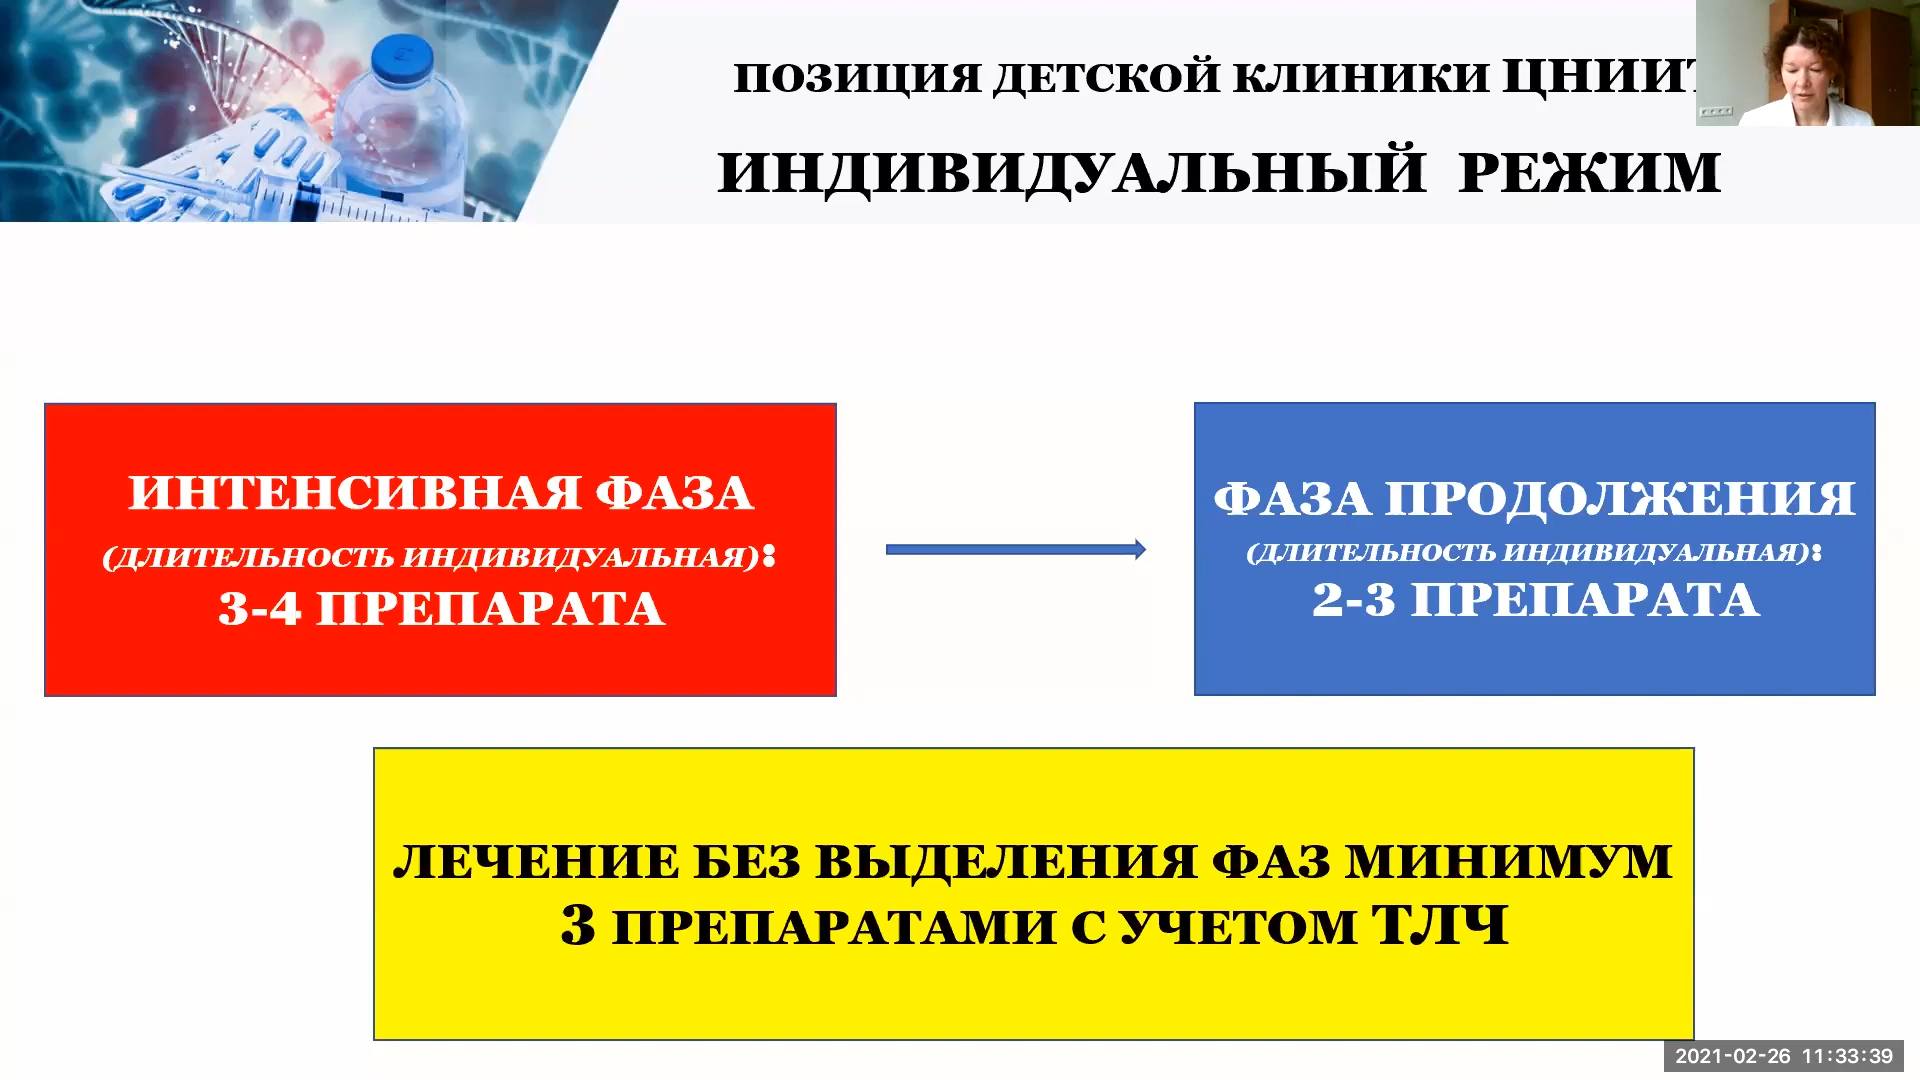 ПОЗИЦИЯ ДЕТСКОЙ КЛИНИКИ
ИНДИВИДУАЛЬНЫЙ РЕЖИМ
ИНТЕНСИВНАЯ ФАЗА
(ДЛИТЕЛЬНОСТЬ ИНДИВИДУАЛЬНАЯ):
3-4 ПРЕПАРАТА
ФАЗА ПРОДОЛЖЕНИЯ
(ДЛИТЕЛЬНОСТЬ ИНДИВИДУАЛЬНАЯ):
2-3 ПРЕПАРАТА
ЛЕЧЕНИЕ БЕЗ ВЫДЕЛЕНИЯ ФАЗ МИНИМУМ
3 ПРЕПАРАТАМИ С УЧЕТОМ ТЛЧ
2021-02-26 11:33:39